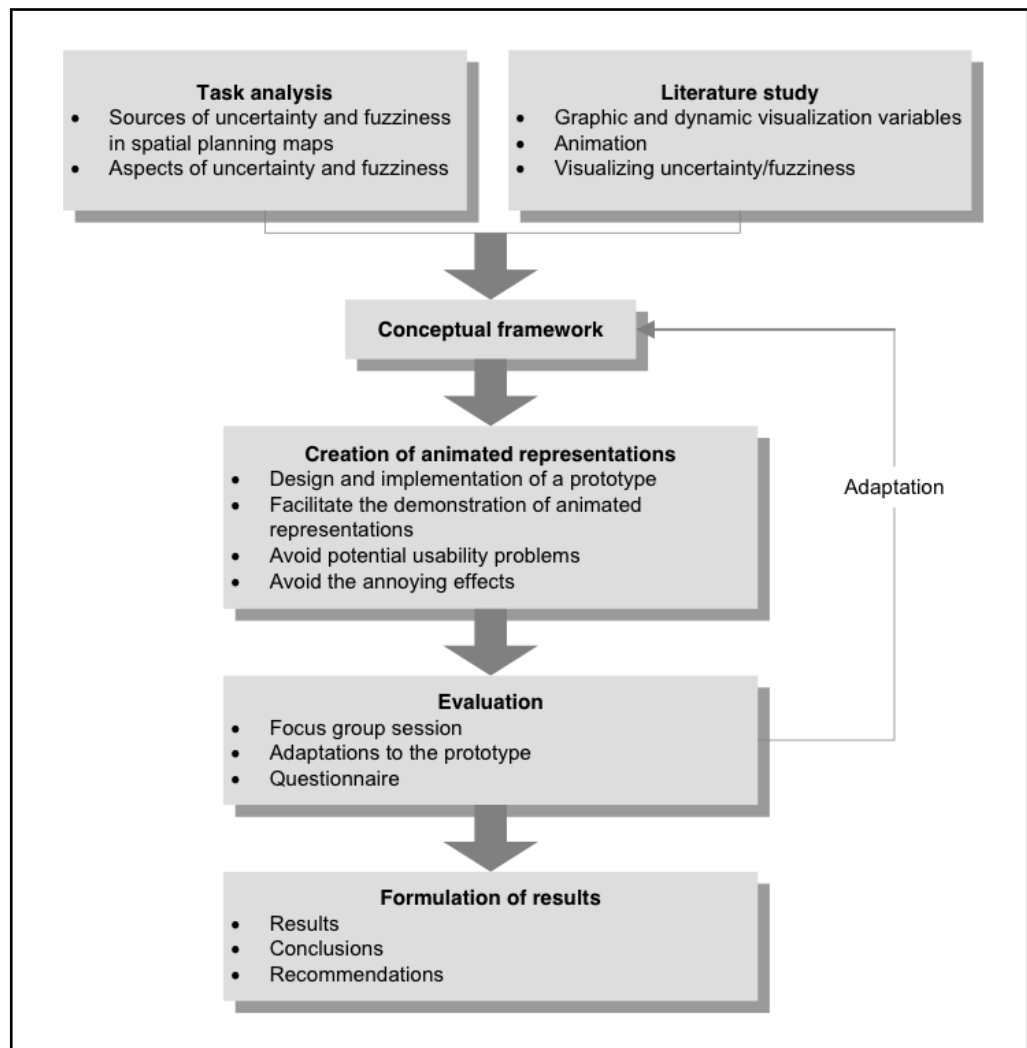 Task analysis
• Sources of uncertainty and fuzziness
in spatial planning maps
• Aspects of uncertainty and fuzziness
Literature study
• Graphic and dynamic visualization variables
• Animation
• Visualizing uncertainty/fuzziness
Conceptual framework
Creation of animated representations
• Design and implementation of a prototype
• Facilitate the demonstration of animated
representations
• Avoid potential usability problems
• Avoid the annoying effects
Adaptation
Evaluation
• Focus group session
• Adaptations to the prototype
• Questionnaire
Formulation of results
• Results
• Conclusions
• Recommendations